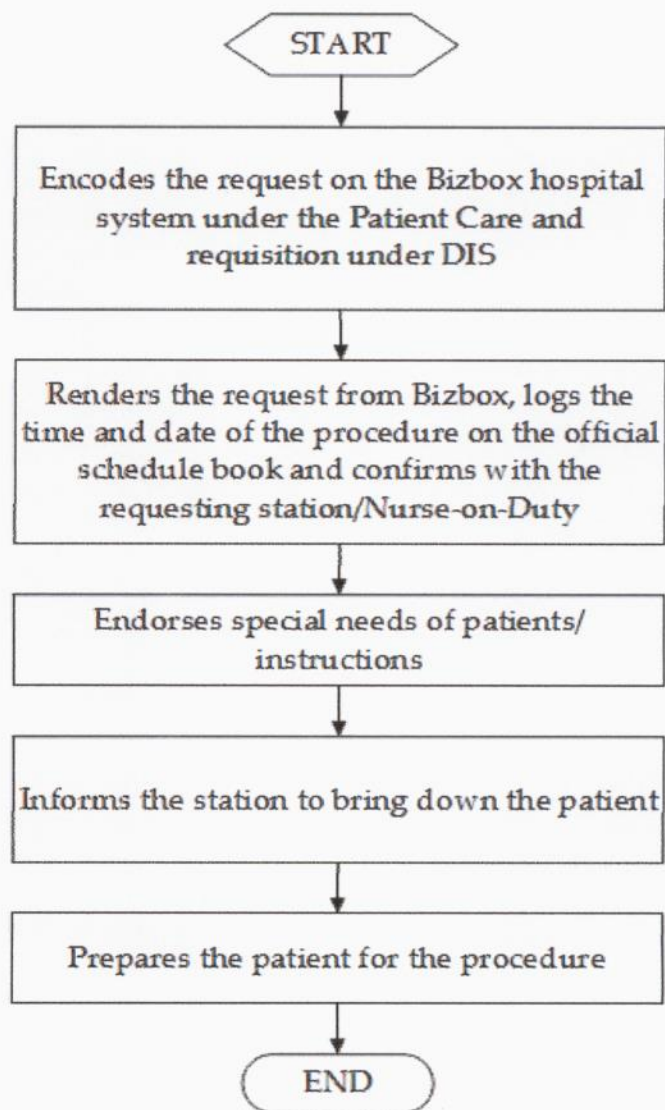 START
Encodes the request on the Bizbox hospital
system under the Patient Care and
requisition under DIS
Renders the request from Bizbox, logs the
time and date of the procedure on the official
schedule book and confirms with the
requesting station/Nurse-on-Duty
Endorses special needs of patients/
instructions
Informs the station to bring down the patient
Prepares the patient for the procedure
END